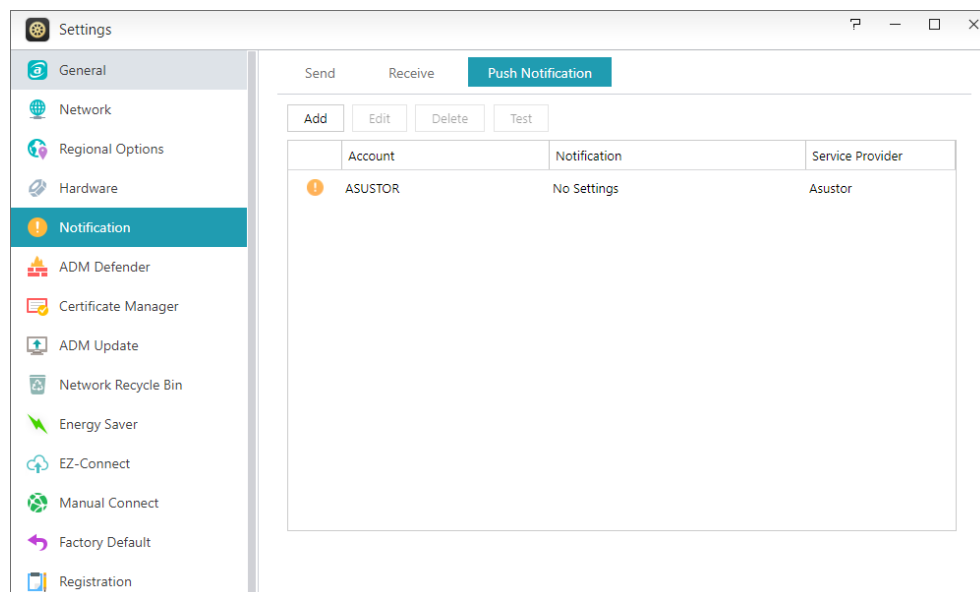 Settings
General
Network
Regional Options
Hardware
Notification
ADM Defender
Certificate Manager
ADM Update
Network Recycle Bin
Energy Saver
EZ-Connect
Manual Connect
Factory Default
Registration
Send Receive Push Notification
Add Edit Delete Test
Account Notification Service Provider
ASUSTOR No Settings Asustor